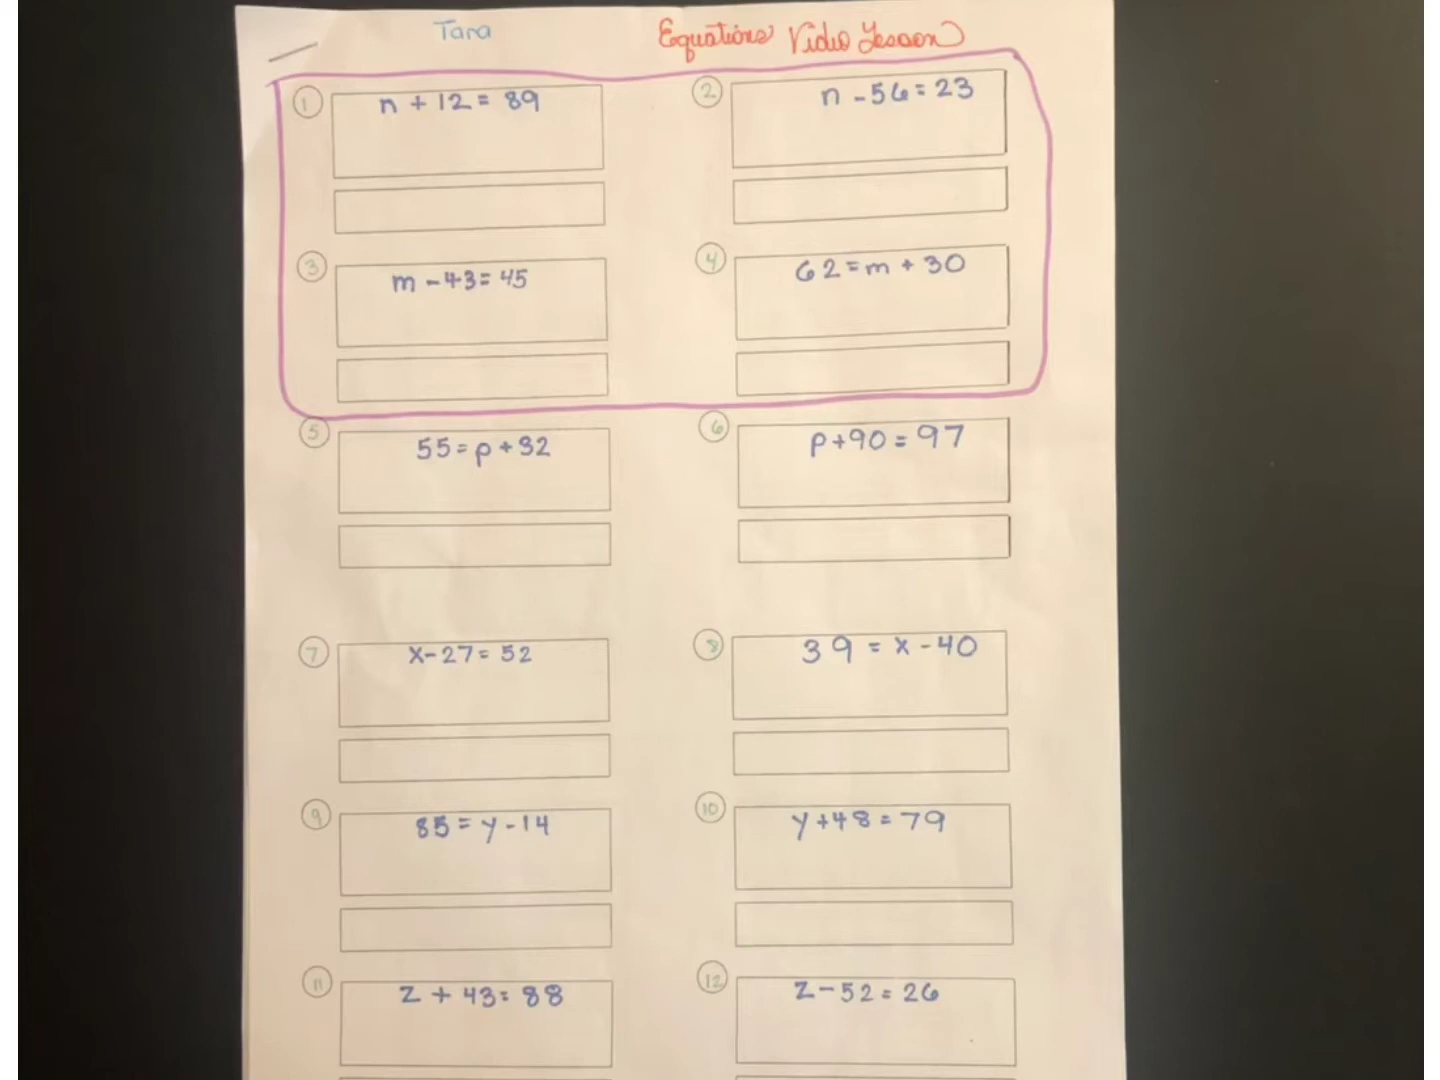 Tara
Equations Video Lesson
1 n + 12 = 89
2 n - 56 = 23
3 m - 43 = 45
4 62 = m + 30
5 55 = p + 32
6 p + 90 = 97
7 x - 27 = 52
8 39 = x - 40
9 85 = y - 14
10 y + 48 = 79
11 z + 43 = 88
12 z - 52 = 26